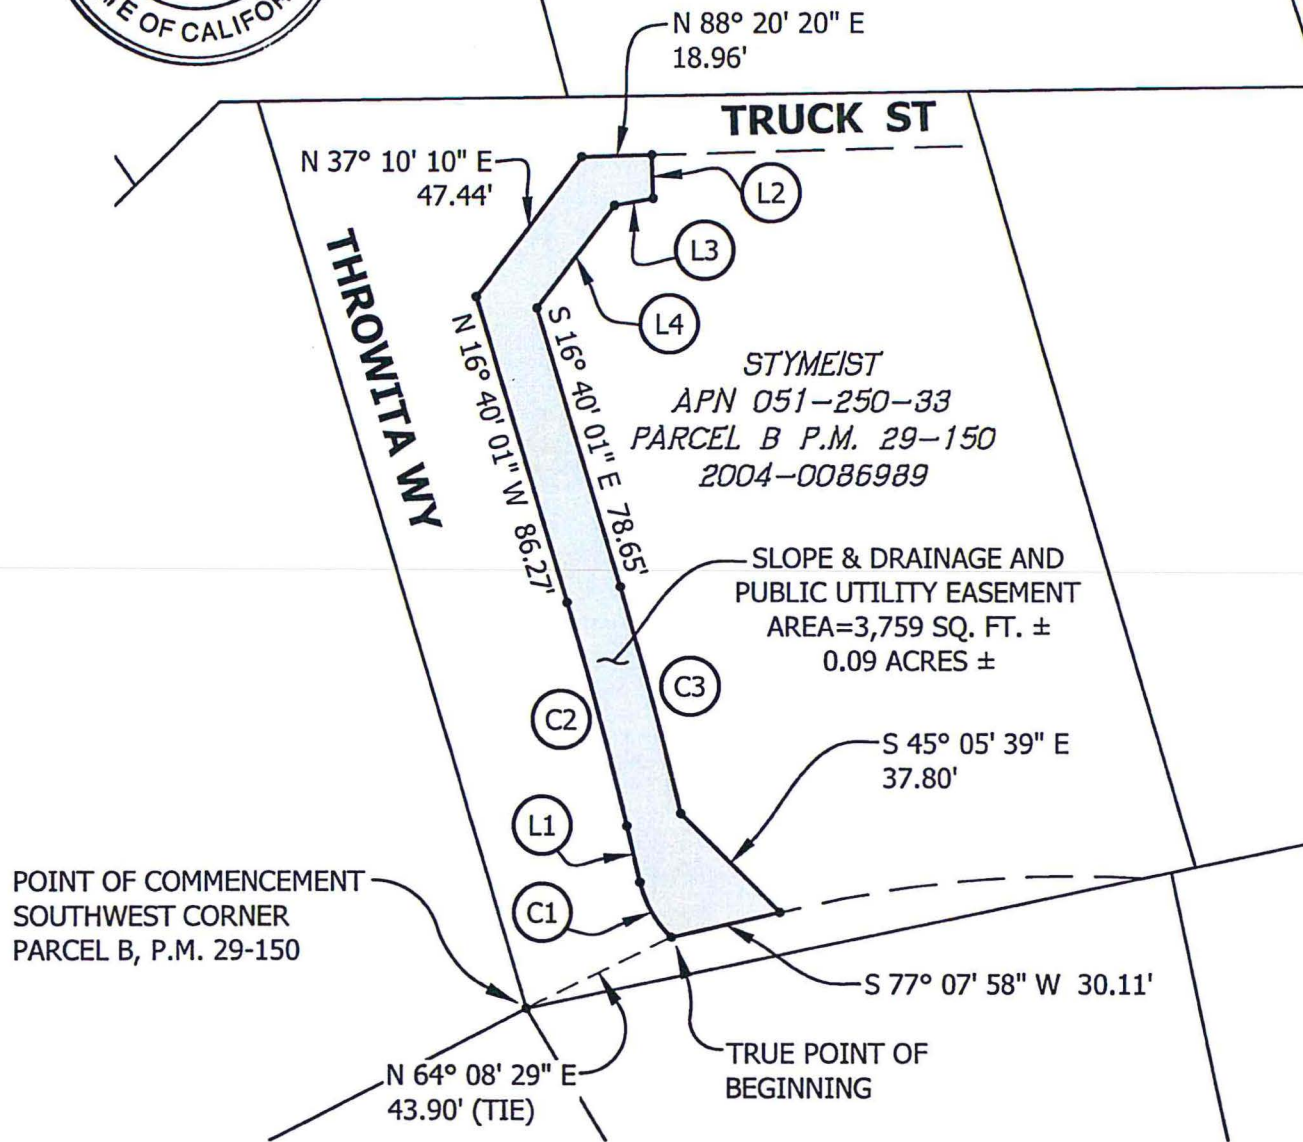 E OF CALIFOR
N 88° 20' 20" E
18.96'
TRUCK ST
N 37° 10' 10" E
47.44'
L2
L3
L4
THROWITA WY
N 16° 40' 01" W 86.27'
S 16° 40' 01" E 78.65'
STYMEIST
APN 051-250-33
PARCEL B P.M. 29-150
2004-0086989
SLOPE & DRAINAGE AND
PUBLIC UTILITY EASEMENT
AREA=3,759 SQ. FT. ±
0.09 ACRES ±
C3
C2
S 45° 05' 39" E
37.80'
L1
C1
POINT OF COMMENCEMENT
SOUTHWEST CORNER
PARCEL B, P.M. 29-150
S 77° 07' 58" W 30.11'
TRUE POINT OF
BEGINNING
N 64° 08' 29" E
43.90' (TIE)